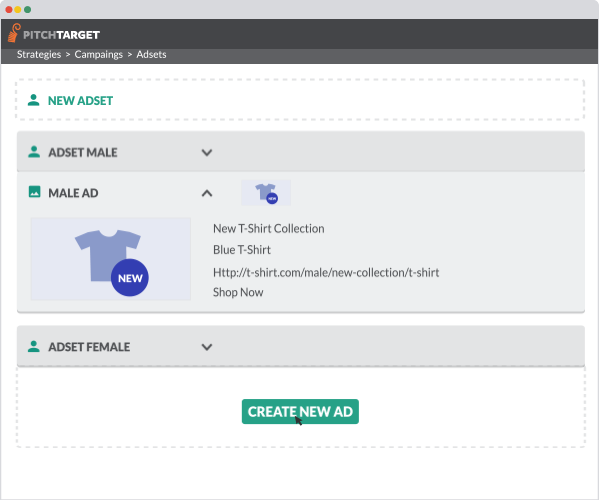 PITCHTARGET
Strategies > Campaings > Adsets
NEW ADSET
ADSET MALE
MALE AD
NEW
NEW
New T-Shirt Collection
Blue T-Shirt
Http://t-shirt.com/male/new-collection/t-shirt
Shop Now
ADSET FEMALE
CREATE NEW AD